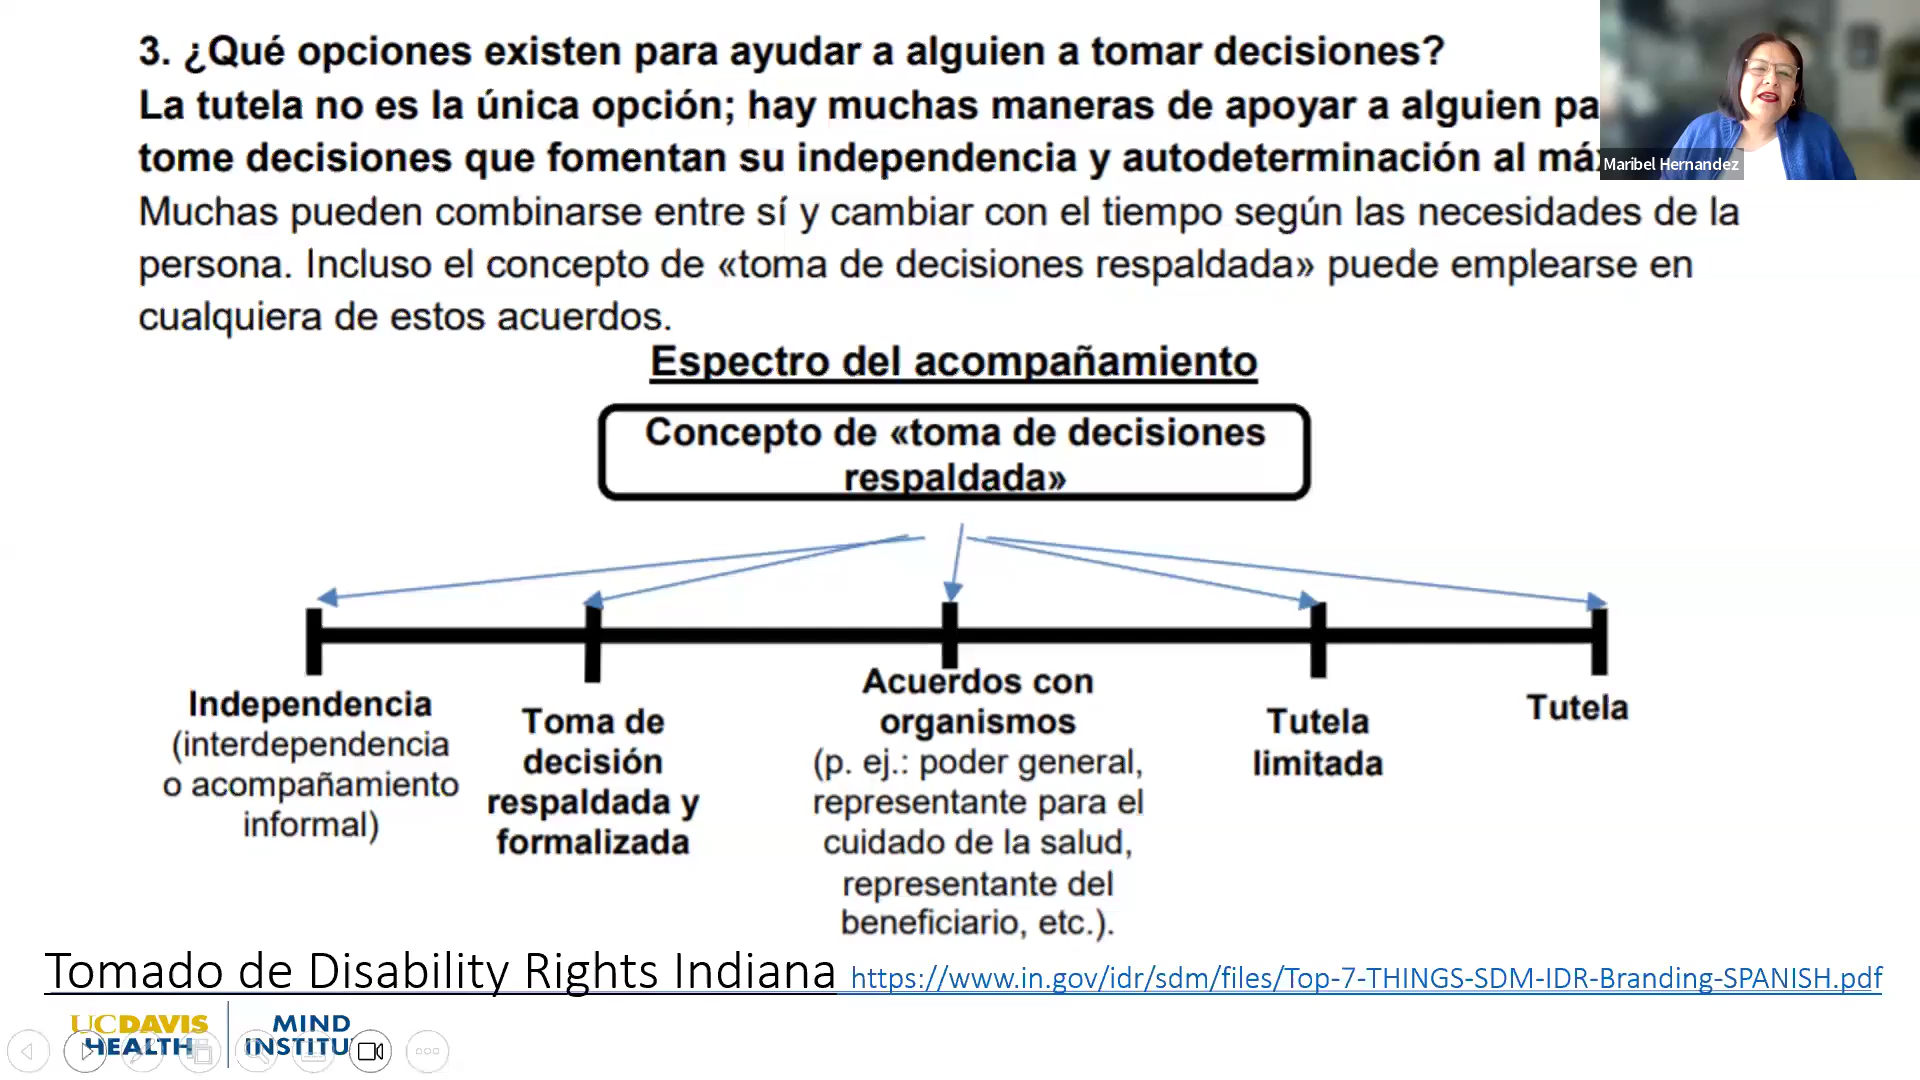 3. ¿Qué opciones existen para ayudar a alguien a tomar decisiones?
La tutela no es la única opción; hay muchas maneras de apoyar a alguien pa
tome decisiones que fomentan su independencia y autodeterminación al má
Muchas pueden combinarse entre sí y cambiar con el tiempo según las necesidades de la
persona. Incluso el concepto de «toma de decisiones respaldada» puede emplearse en
cualquiera de estos acuerdos.
Maribel Hernandez
Espectro del acompañamiento
Concepto de «toma de decisiones
respaldada»
Independencia
(interdependencia
o acompañamiento
informal)
Toma de
decisión
respaldada y
formalizada
Acuerdos con
organismos
(p. ej.: poder general,
representante para el
cuidado de la salud,
representante del
beneficiario, etc.).
Tutela
limitada
Tutela
Tomado de Disability Rights Indiana https://www.in.gov/idr/sdm/files/Top-7-THINGS-SDM-IDR-Branding-SPANISH.pdf
UCDAVIS
HEALTH
MIND
INSTITU